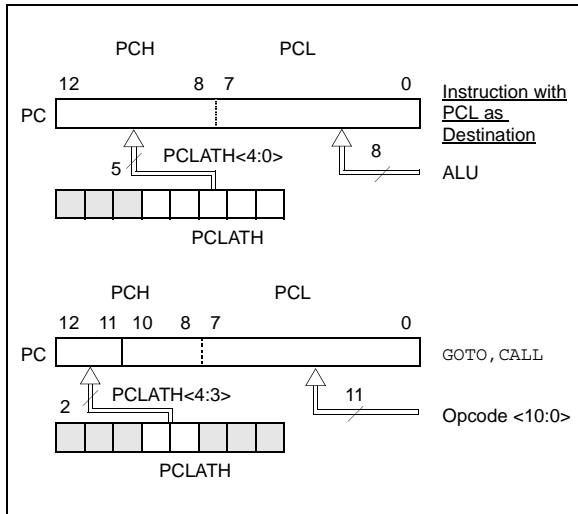 PCH PCL
12 8 7 0
PC
Instruction with
PCL as
Destination
5 PCLATH<4:0> 8
ALU
PCLATH
PCH PCL
12 11 10 8 7 0
PC GOTO,CALL
2 PCLATH<4:3> 11
Opcode <10:0>
PCLATH